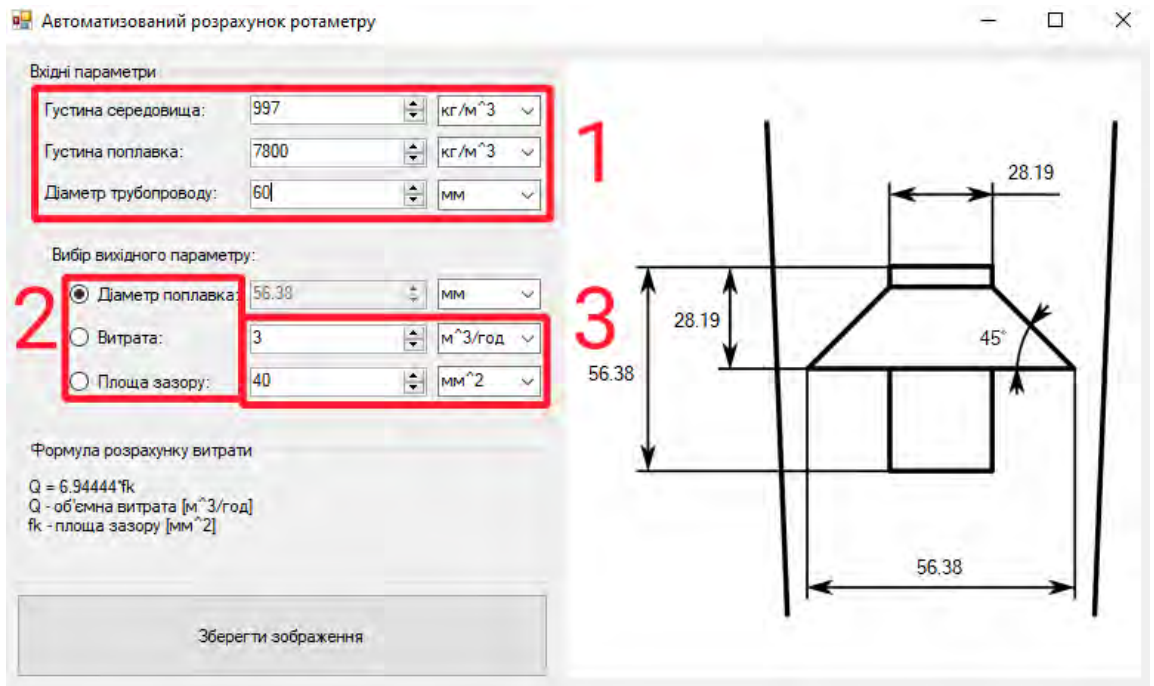 Автоматизований розрахунок ротаметру
Вхідні параметри
Густина середовища: 997 кг/м^3
Густина поплавка: 7800 кг/м^3
Діаметр трубопроводу: 60 мм
1
Вибір вихідного параметру:
2
Діаметр поплавка: 56.38 мм
Витрата: 3 м^3/год
Площа зазору: 40 мм^2
3
Формула розрахунку витрати
Q = 6.94444*fk
Q - об'ємна витрата [м^3/год]
fk - площа зазору [мм^2]
Зберегти зображення
28.19
28.19
45°
56.38
56.38